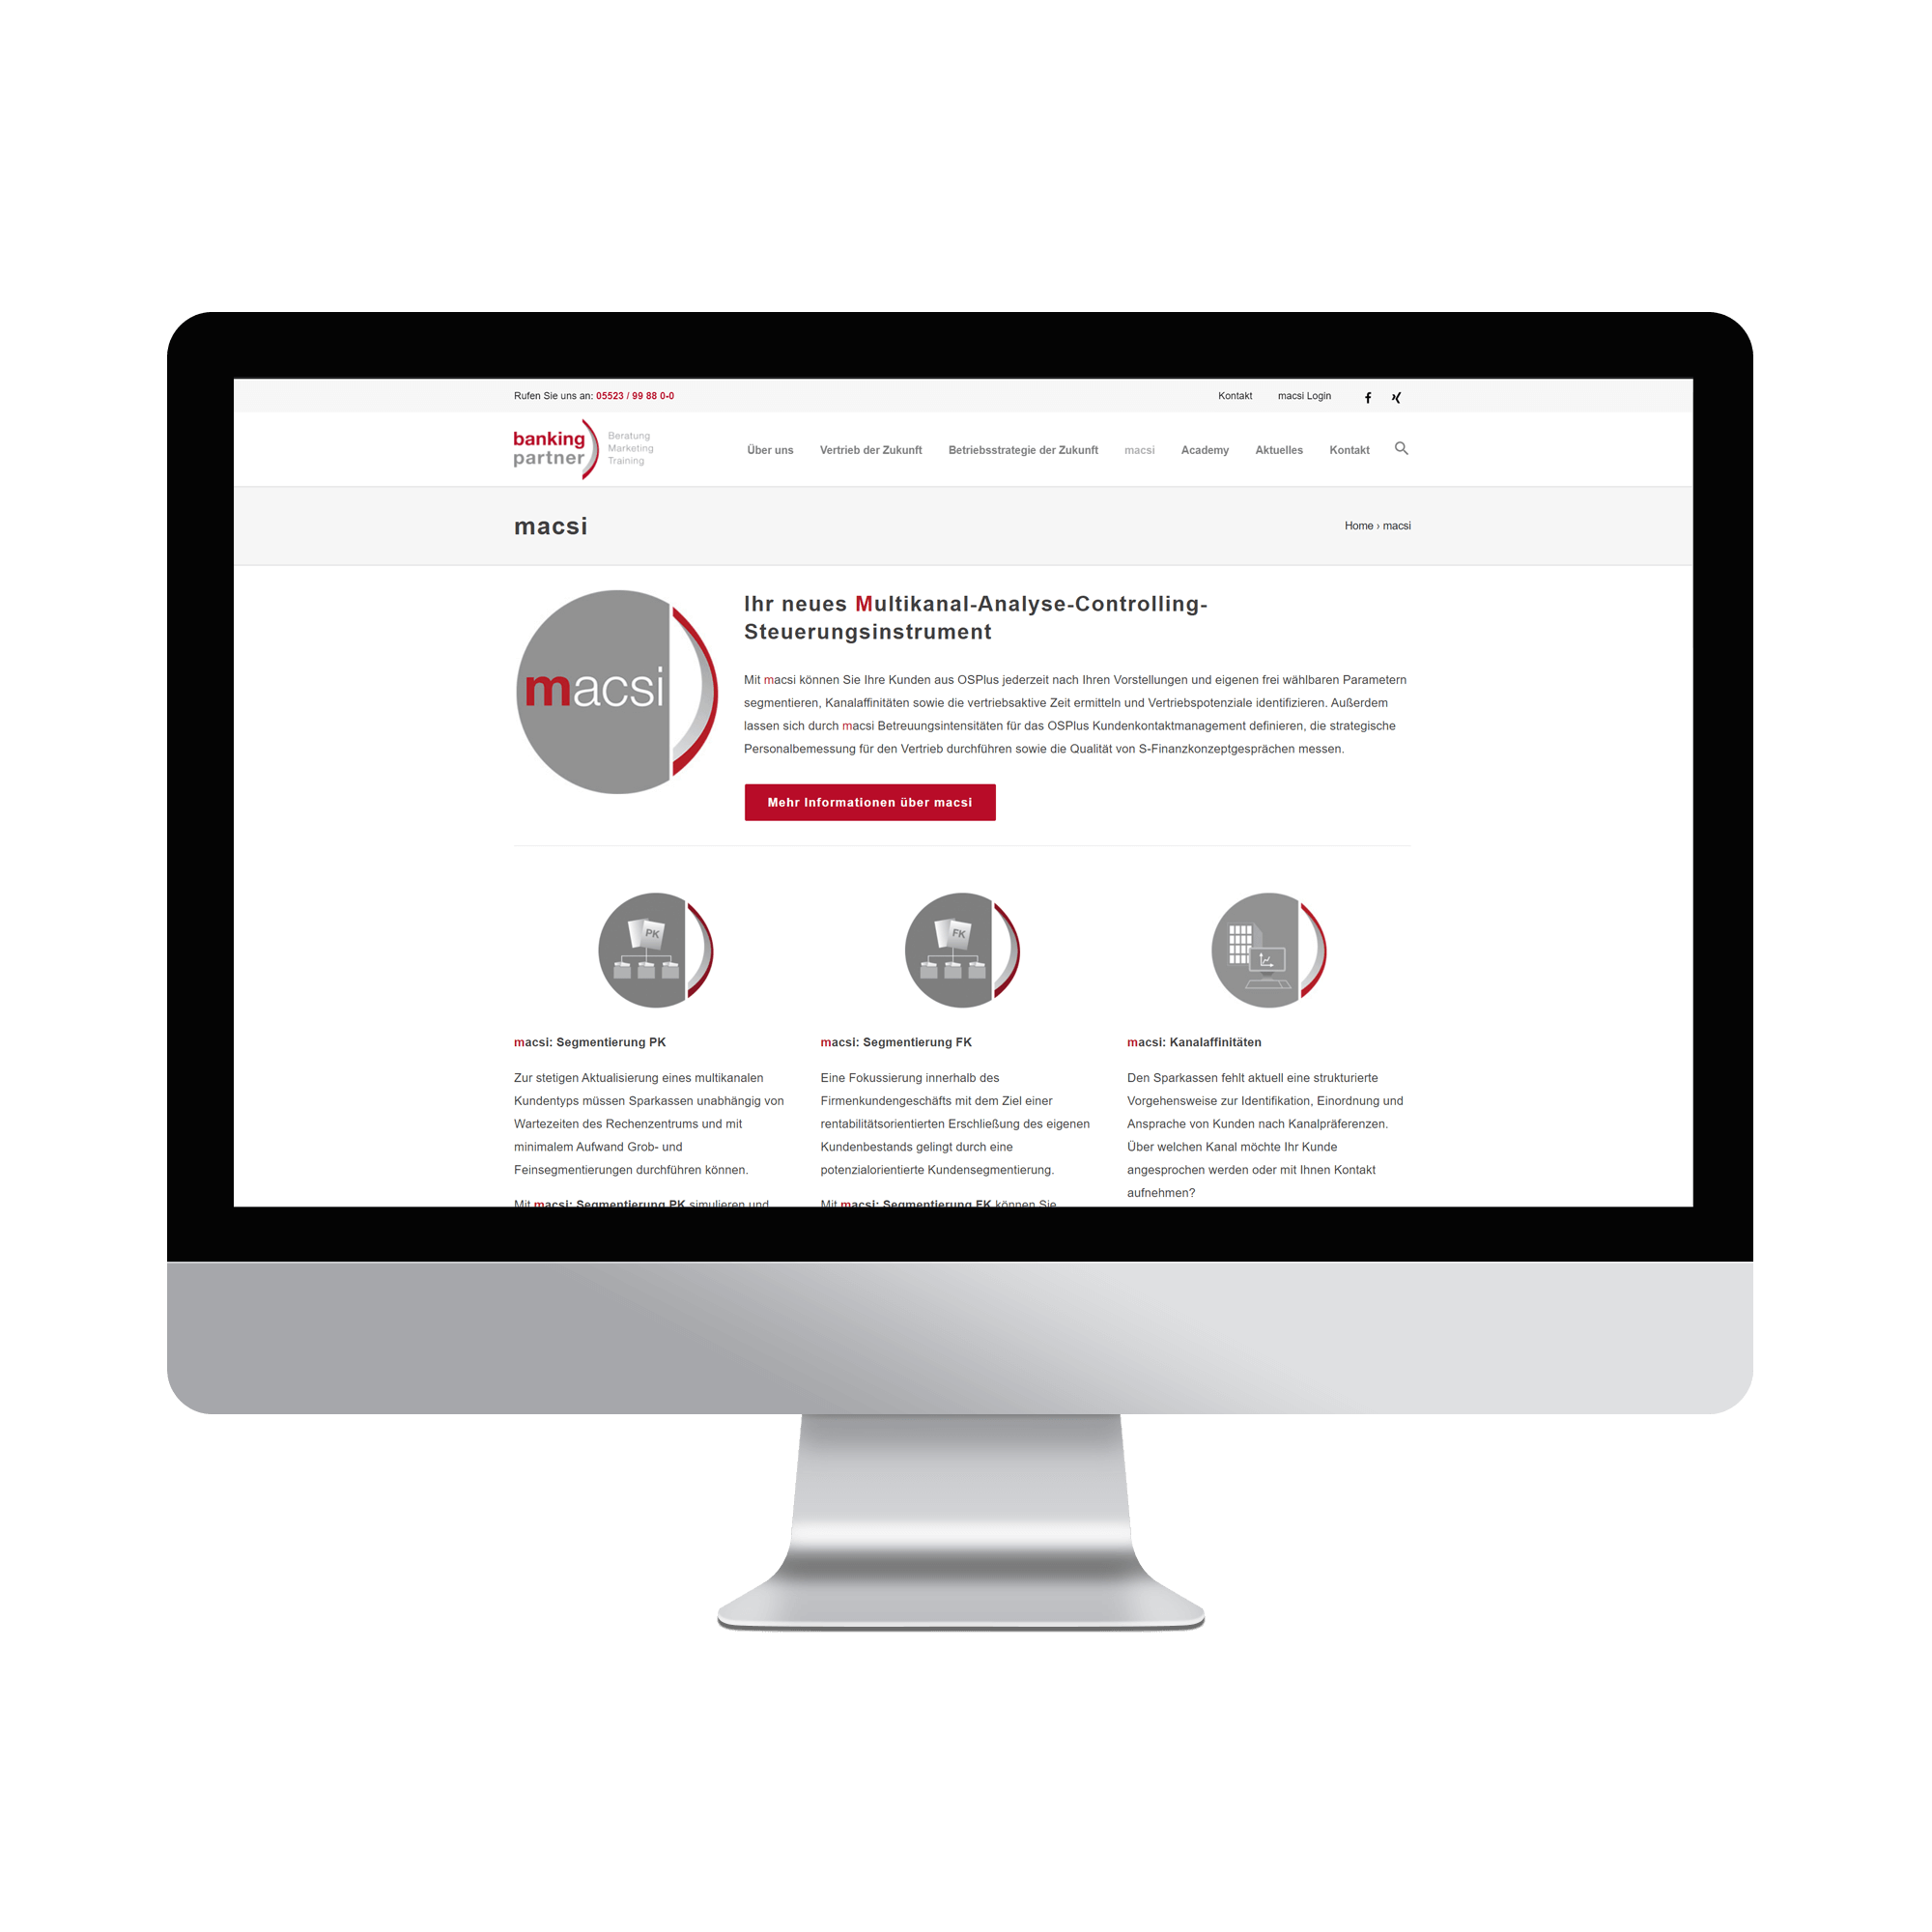 Rufen Sie uns an: 05523 / 99 88 0-0
Kontakt
macsi Login
banking
partner
Beratung
Marketing
Training
Über uns
Vertrieb der Zukunft
Betriebsstrategie der Zukunft
macsi
Academy
Aktuelles
Kontakt
macsi
Home › macsi
macsi
Ihr neues Multikanal-Analyse-Controlling-
Steuerungsinstrument
Mit macsi können Sie Ihre Kunden aus OSPlus jederzeit nach Ihren Vorstellungen und eigenen frei wählbaren Parametern
segmentieren, Kanalaffinitäten sowie die vertriebsaktive Zeit ermitteln und Vertriebspotenziale identifizieren. Außerdem
lassen sich durch macsi Betreuungsintensitäten für das OSPlus Kundenkontaktmanagement definieren, die strategische
Personalbemessung für den Vertrieb durchführen sowie die Qualität von S-Finanzkonzeptgesprächen messen.
Mehr Informationen über macsi
PK
macsi: Segmentierung PK
Zur stetigen Aktualisierung eines multikanalen
Kundentyps müssen Sparkassen unabhängig von
Wartezeiten des Rechenzentrums und mit
minimalem Aufwand Grob- und
Feinsegmentierungen durchführen können.
Mit macsi: Segmentierung PK simulieren und
FK
macsi: Segmentierung FK
Eine Fokussierung innerhalb des
Firmenkundengeschäfts mit dem Ziel einer
rentabilitätsorientierten Erschließung des eigenen
Kundenbestands gelingt durch eine
potenzialorientierte Kundensegmentierung.
Mit macsi: Segmentierung FK können Sie
macsi: Kanalaffinitäten
Den Sparkassen fehlt aktuell eine strukturierte
Vorgehensweise zur Identifikation, Einordnung und
Ansprache von Kunden nach Kanalpräferenzen.
Über welchen Kanal möchte Ihr Kunde
angesprochen werden oder mit Ihnen Kontakt
aufnehmen?